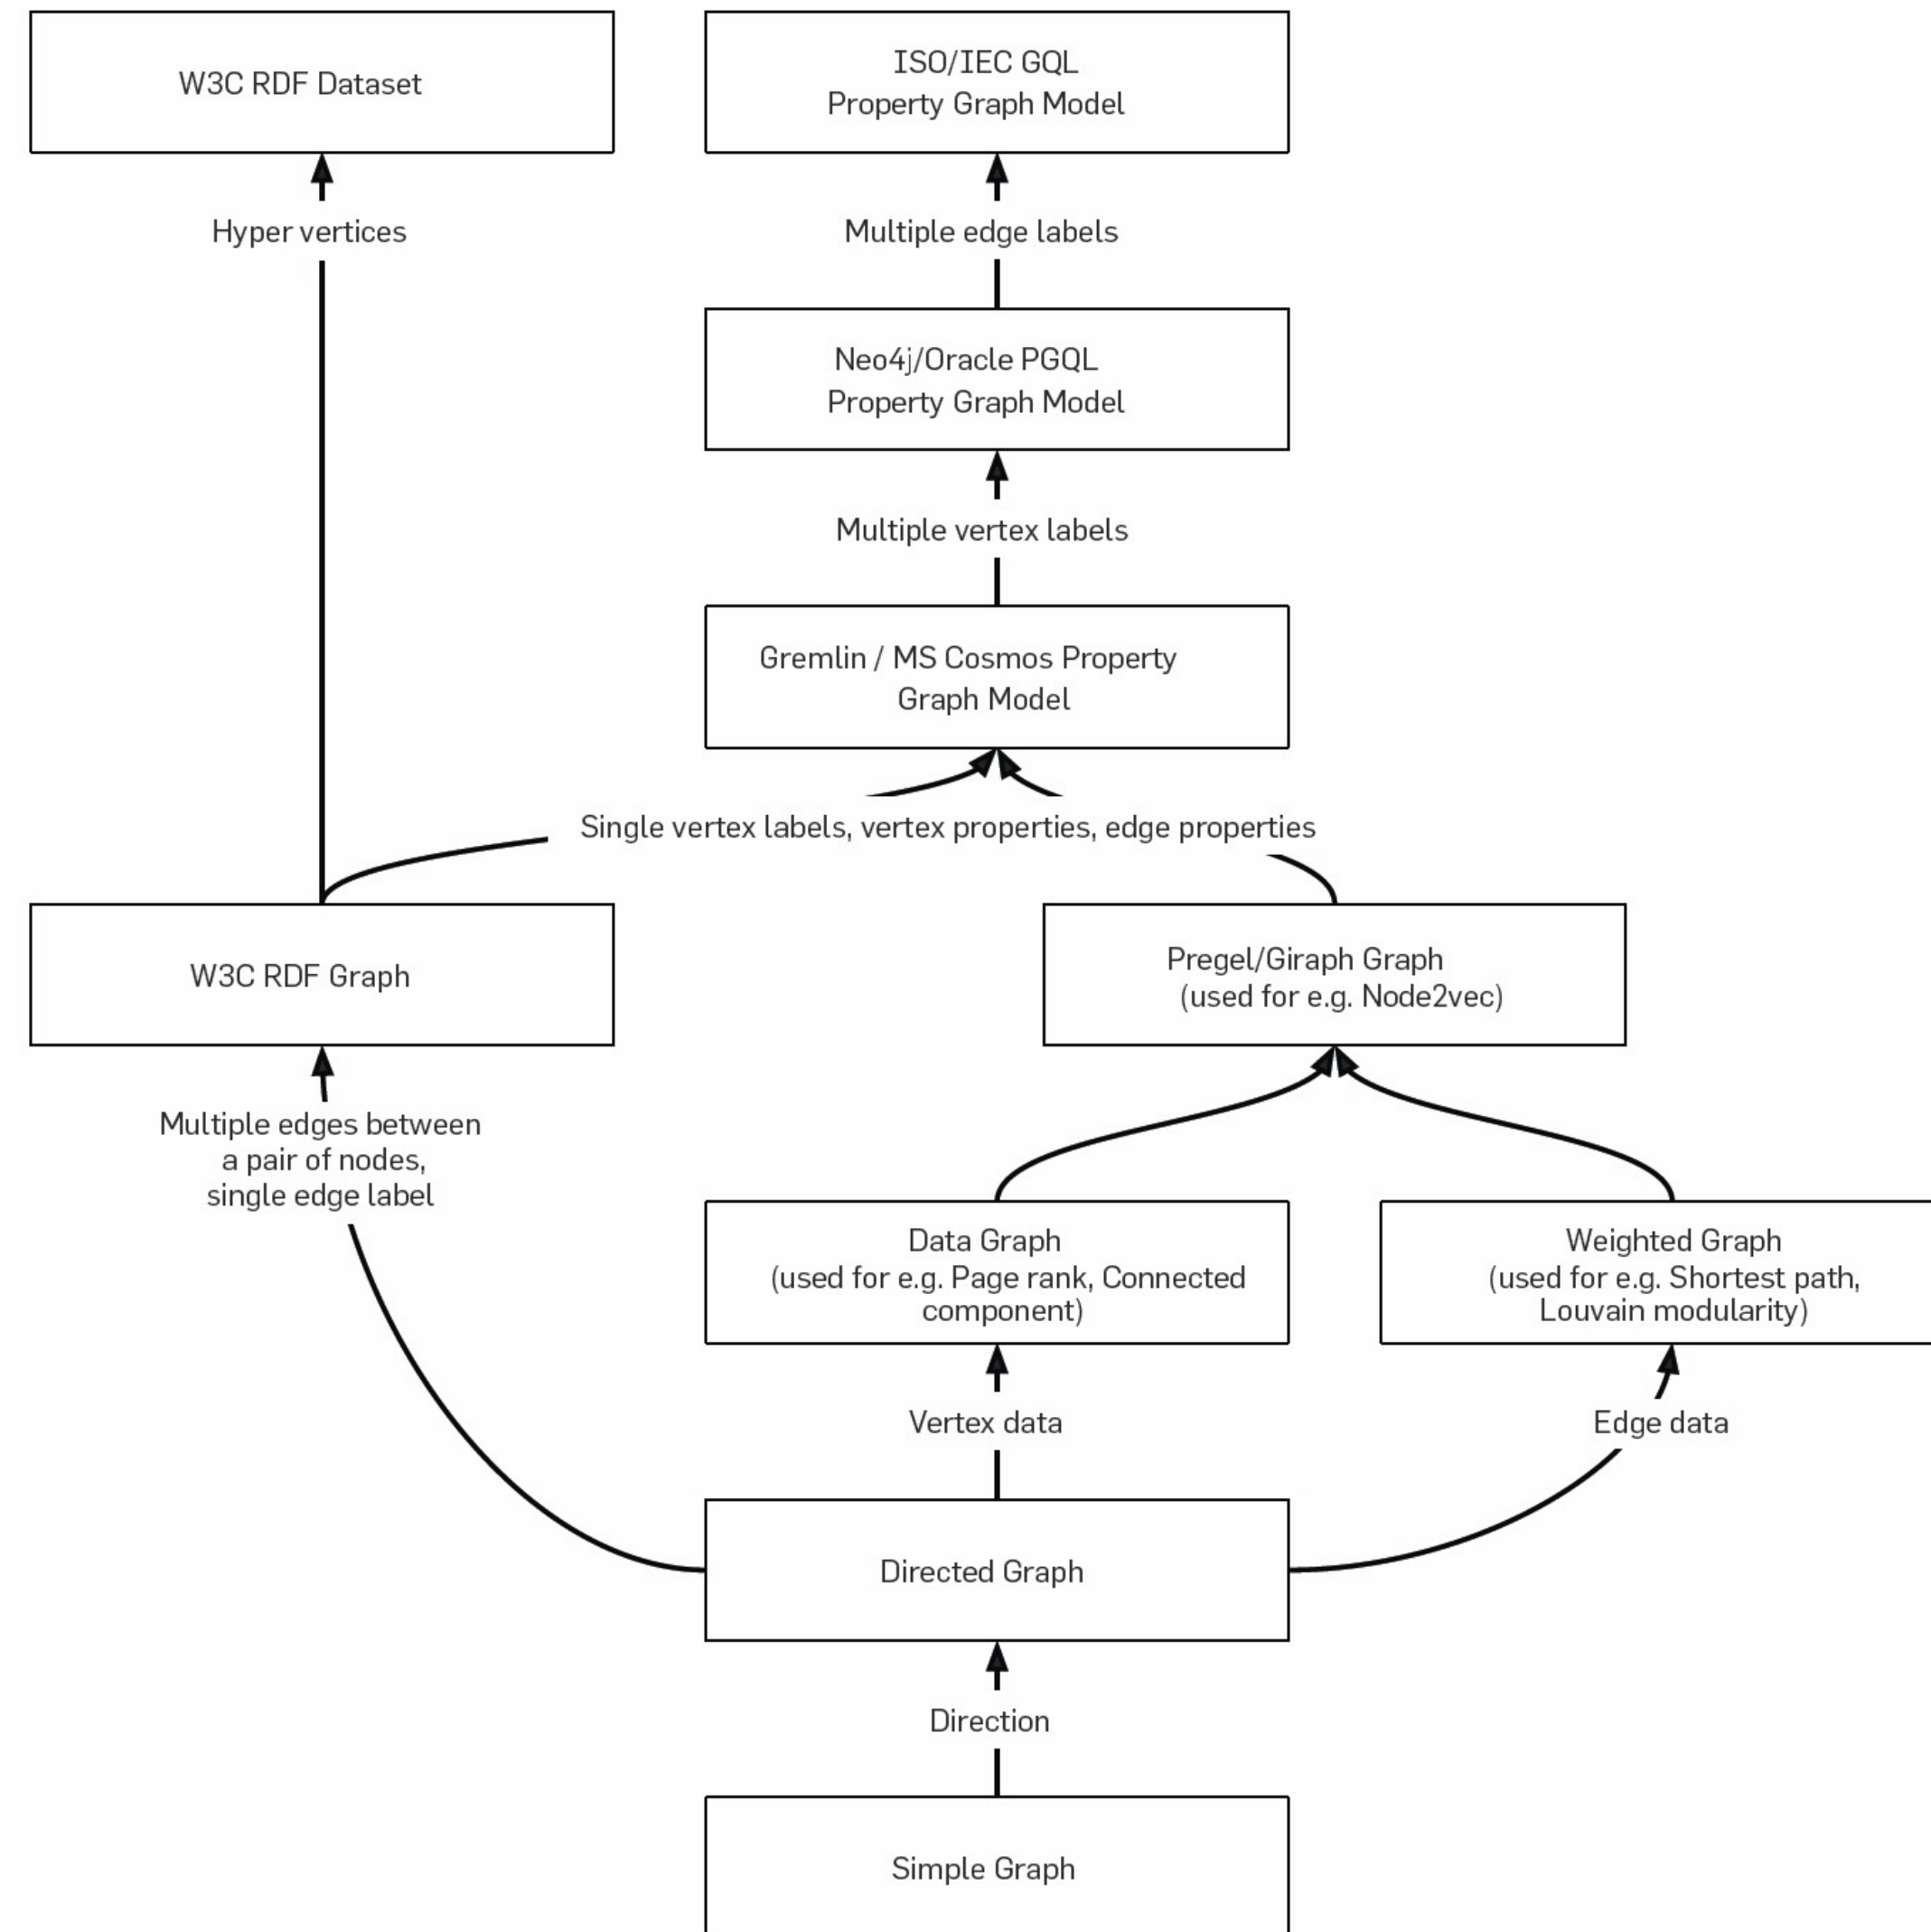 W3C RDF Dataset
ISO/IEC GQL
Property Graph Model
Hyper vertices
Multiple edge labels
Neo4j/Oracle PGQL
Property Graph Model
Multiple vertex labels
Gremlin / MS Cosmos Property
Graph Model
Single vertex labels, vertex properties, edge properties
W3C RDF Graph
Pregel/Giraph Graph
(used for e.g. Node2vec)
Multiple edges between
a pair of nodes,
single edge label
Data Graph
(used for e.g. Page rank, Connected
component)
Weighted Graph
(used for e.g. Shortest path,
Louvain modularity)
Vertex data
Edge data
Directed Graph
Direction
Simple Graph